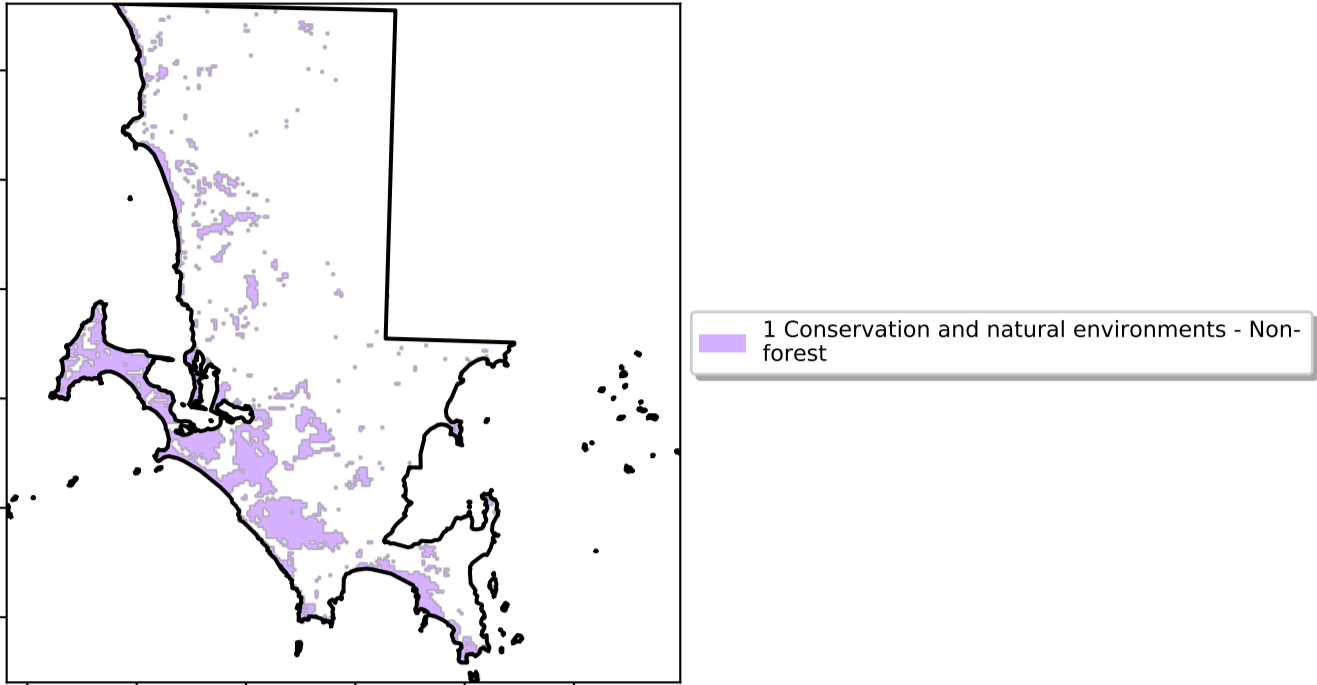 1 Conservation and natural environments - Non-
forest